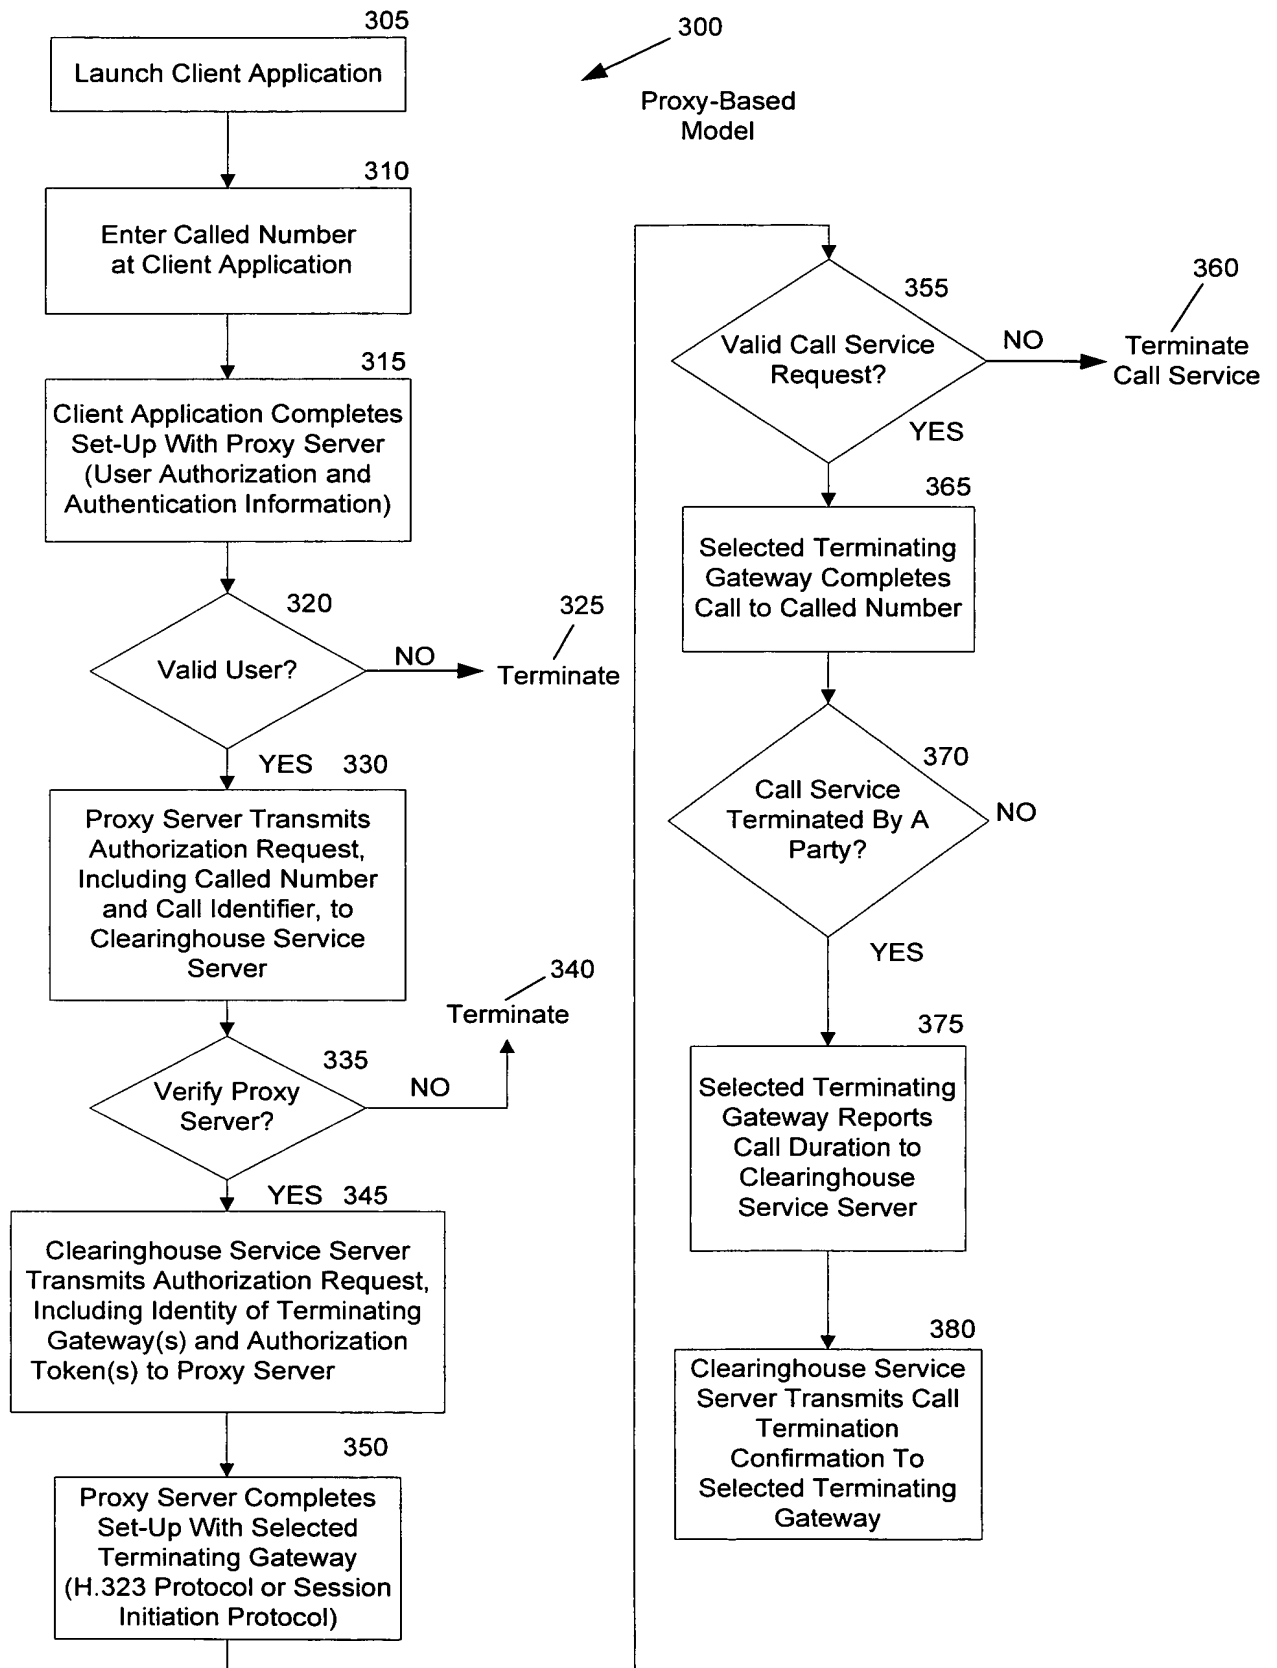 305
Launch Client Application
300
Proxy-Based
Model
310
Enter Called Number
at Client Application
315
Client Application Completes
Set-Up With Proxy Server
(User Authorization and
Authentication Information)
320
Valid User?
NO
325
Terminate
YES
330
Proxy Server Transmits
Authorization Request,
Including Called Number
and Call Identifier, to
Clearinghouse Service
Server
335
Verify Proxy
Server?
NO
340
Terminate
YES
345
Clearinghouse Service Server
Transmits Authorization Request,
Including Identity of Terminating
Gateway(s) and Authorization
Token(s) to Proxy Server
350
Proxy Server Completes
Set-Up With Selected
Terminating Gateway
(H.323 Protocol or Session
Initiation Protocol)
355
Valid Call Service
Request?
NO
360
Terminate
Call Service
YES
365
Selected Terminating
Gateway Completes
Call to Called Number
370
Call Service
Terminated By A
Party?
NO
YES
375
Selected Terminating
Gateway Reports
Call Duration to
Clearinghouse
Service Server
380
Clearinghouse Service
Server Transmits Call
Termination
Confirmation To
Selected Terminating
Gateway